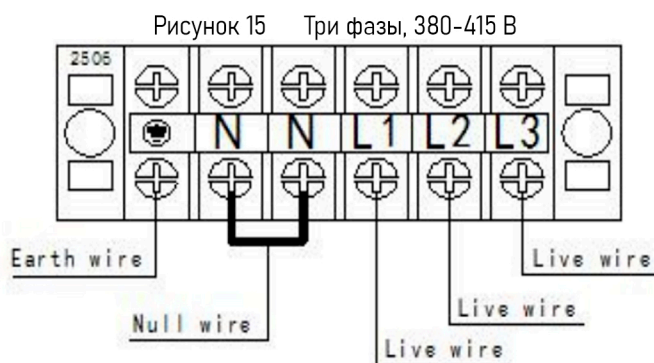 Рисунок 15 Три фазы, 380-415 В
2506
N N L1 L2 L3
Earth wire
Live wire
Null wire
Live wire
Live wire